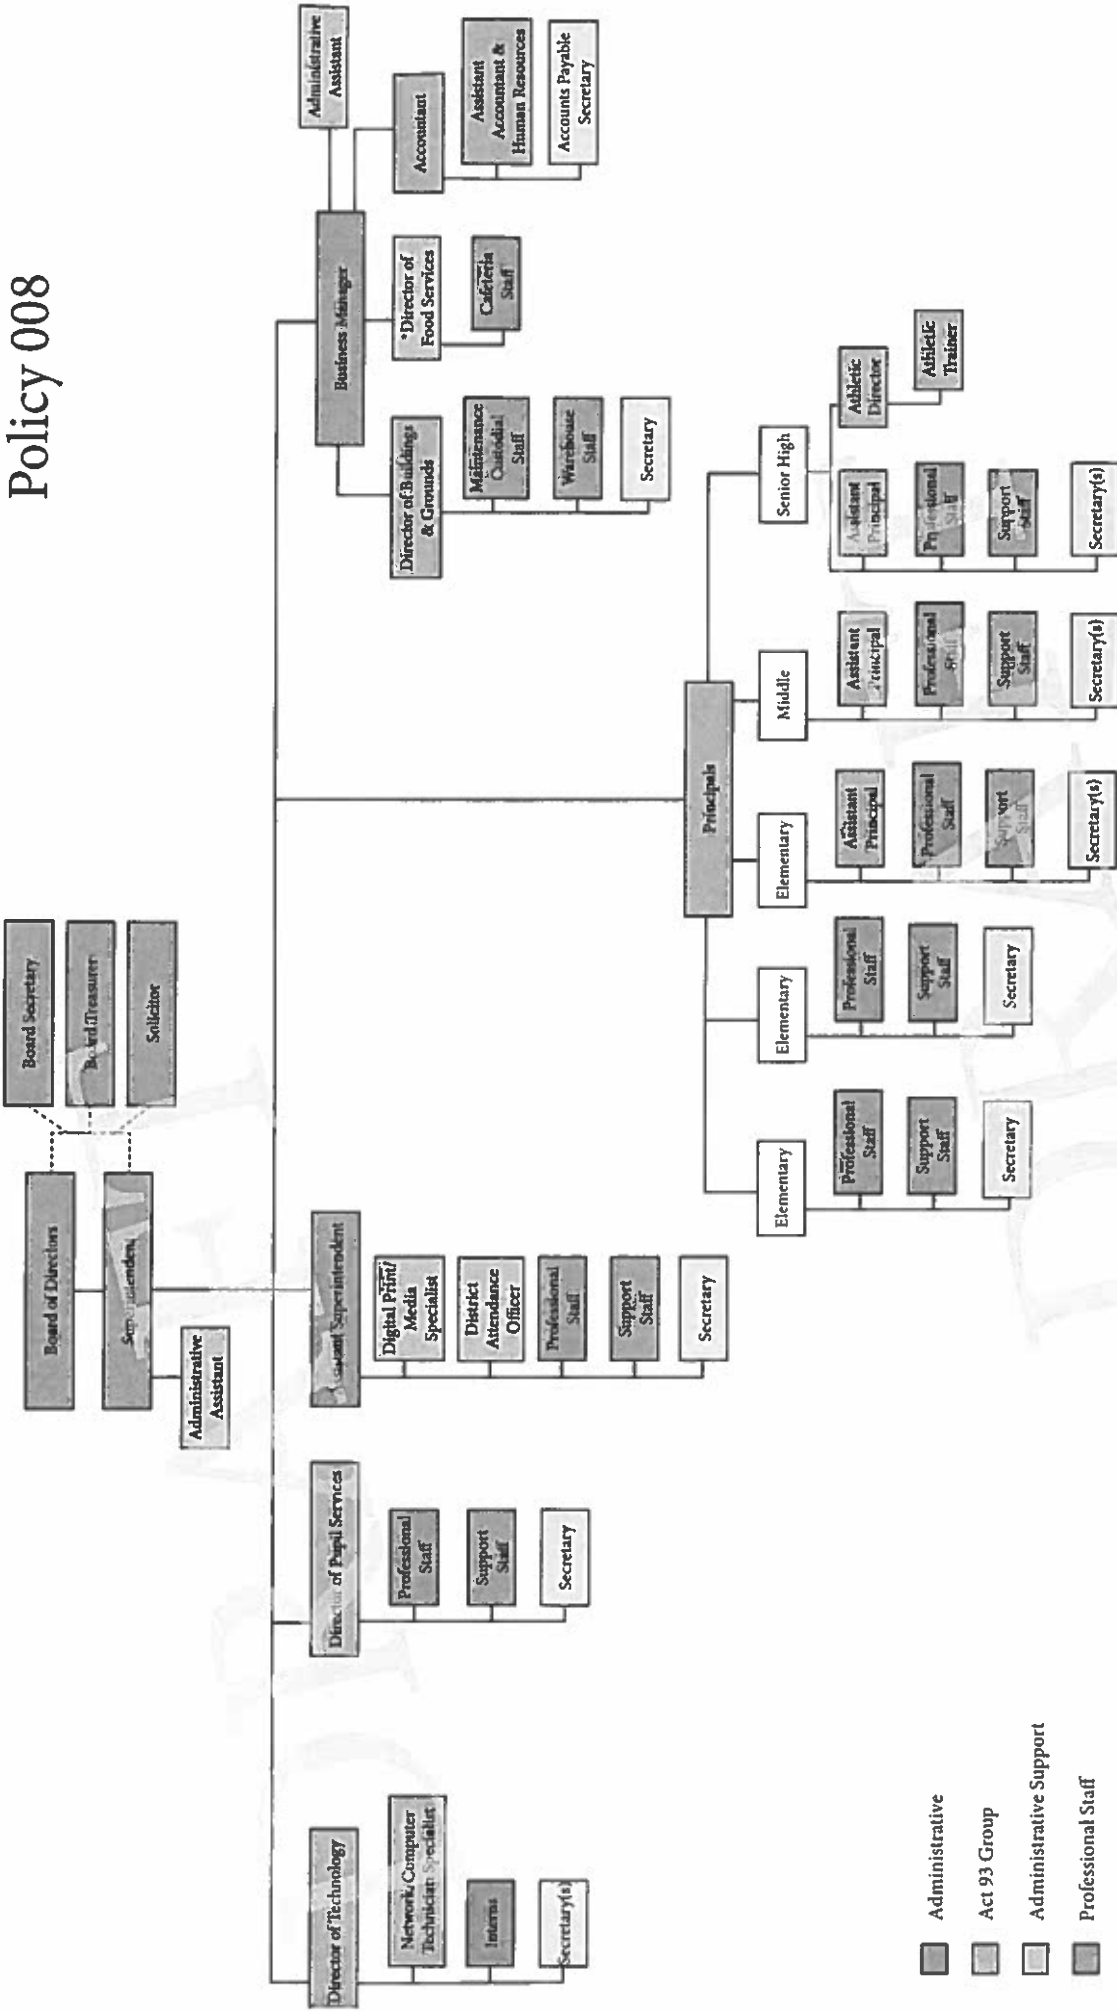 Policy 008
Board of Directors
Board Secretary
Board Treasurer
Solicitor
Administrative
Assistant
Director of Technology
Network/Computer
Technician Specialist
Interns
Secretary(s)
Director of Pupil Services
Professional
Staff
Support
Staff
Secretary
Assistant Superintendent
Digital Print/
Media
Specialist
District
Attendance
Officer
Professional
Staff
Support
Staff
Secretary
Principals
Elementary
Professional
Staff
Support
Staff
Secretary
Elementary
Professional
Staff
Support
Staff
Secretary
Elementary
Assistant
Principal
Professional
Staff
Support
Staff
Secretary(s)
Middle
Assistant
Principal
Professional
Staff
Support
Staff
Secretary(s)
Senior High
Assistant
Principal
Professional
Staff
Support
Staff
Secretary(s)
Athletic
Director
Athletic
Trainer
Business Manager
Administrative
Assistant
Director of Buildings
& Grounds
Maintenance
Custodial
Staff
Warehouse
Staff
Secretary
*Director of
Food Services
Cafeteria
Staff
Accountant
Assistant
Accountant &
Human Resources
Accounts Payable
Secretary
Administrative
Act 93 Group
Administrative Support
Professional Staff